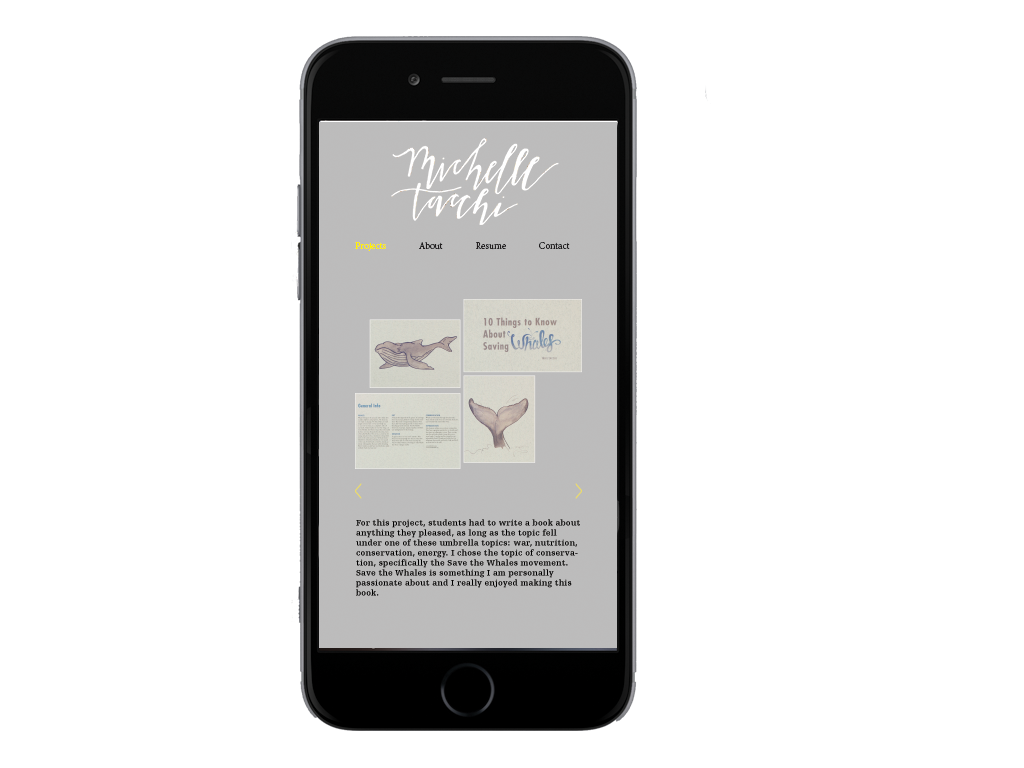 Michelle
tacchi
Projects About Resume Contact
10 Things to Know
About
Saving Whales
General Info
For this project, students had to write a book about
anything they pleased, as long as the topic fell
under one of these umbrella topics: war, nutrition,
conservation, energy. I chose the topic of conserva-
tion, specifically the Save the Whales movement.
Save the Whales is something I am personally
passionate about and I really enjoyed making this
book.